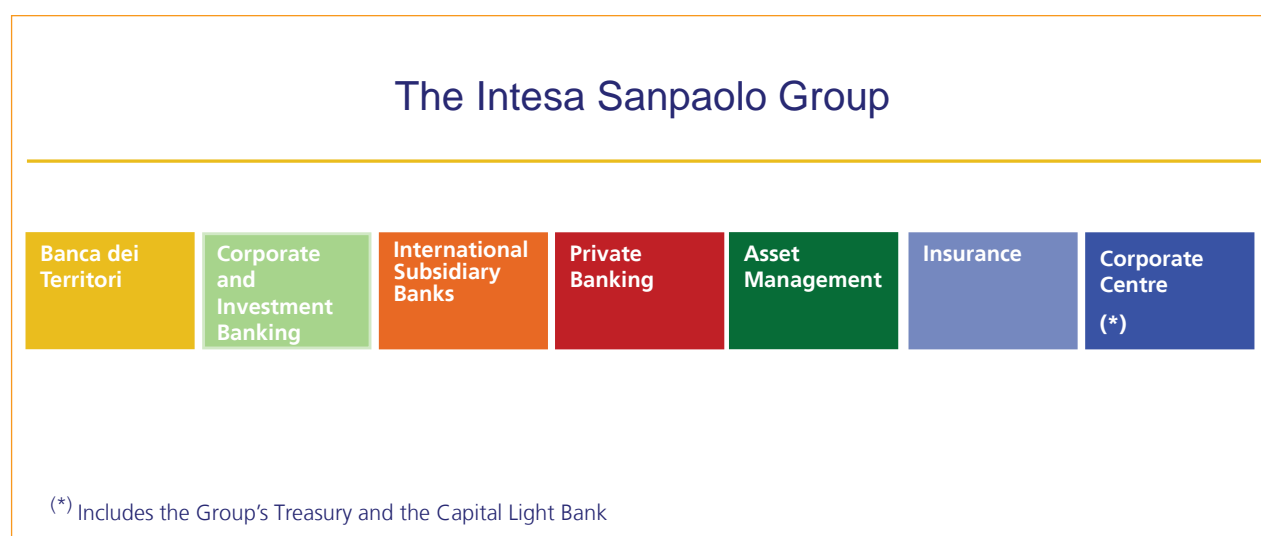 The Intesa Sanpaolo Group
Banca dei
Territori
Corporate
and
Investment
Banking
International
Subsidiary
Banks
Private
Banking
Asset
Management
Insurance
Corporate
Centre
(*)
(*) Includes the Group’s Treasury and the Capital Light Bank